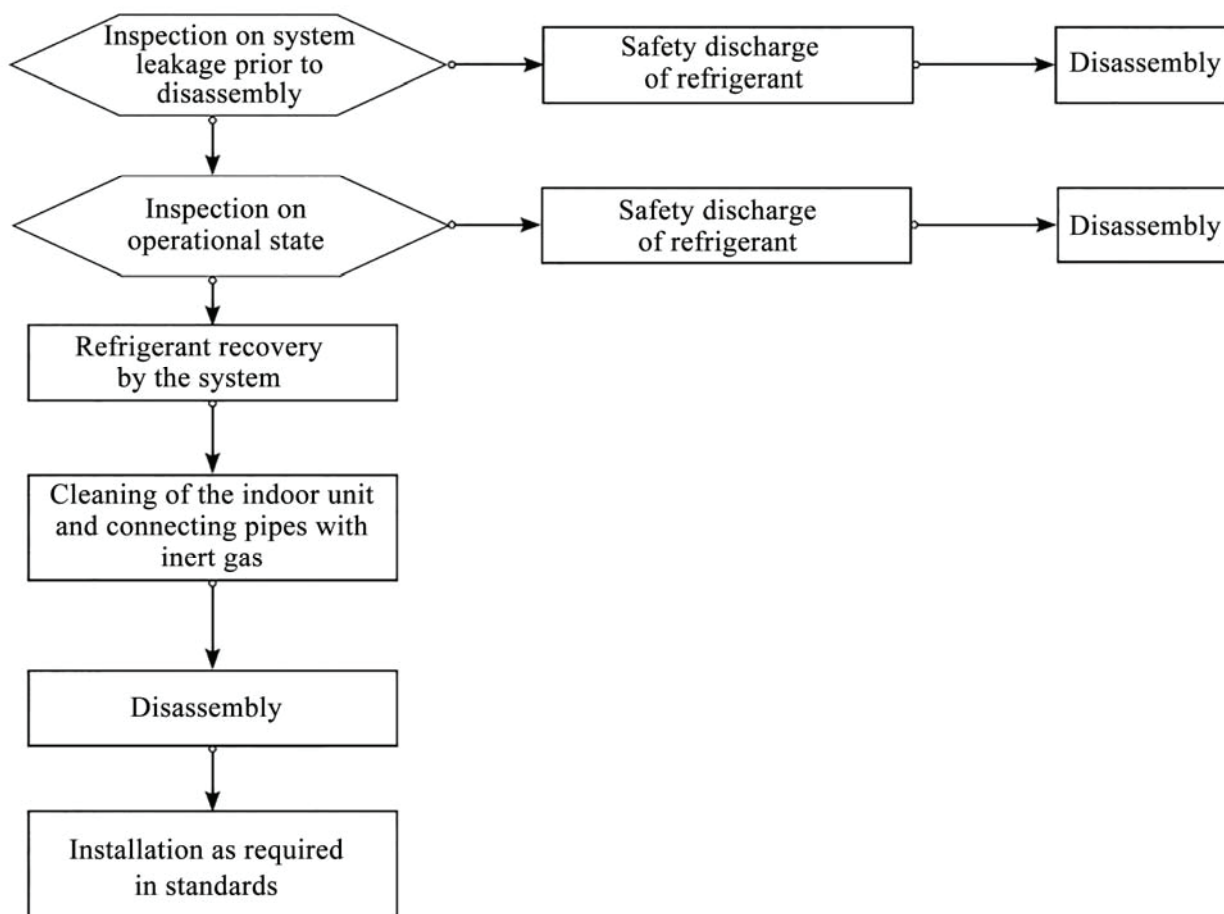 Inspection on system
leakage prior to
disassembly
Safety discharge
of refrigerant
Disassembly
Inspection on
operational state
Safety discharge
of refrigerant
Disassembly
Refrigerant recovery
by the system
Cleaning of the indoor unit
and connecting pipes with
inert gas
Disassembly
Installation as required
in standards